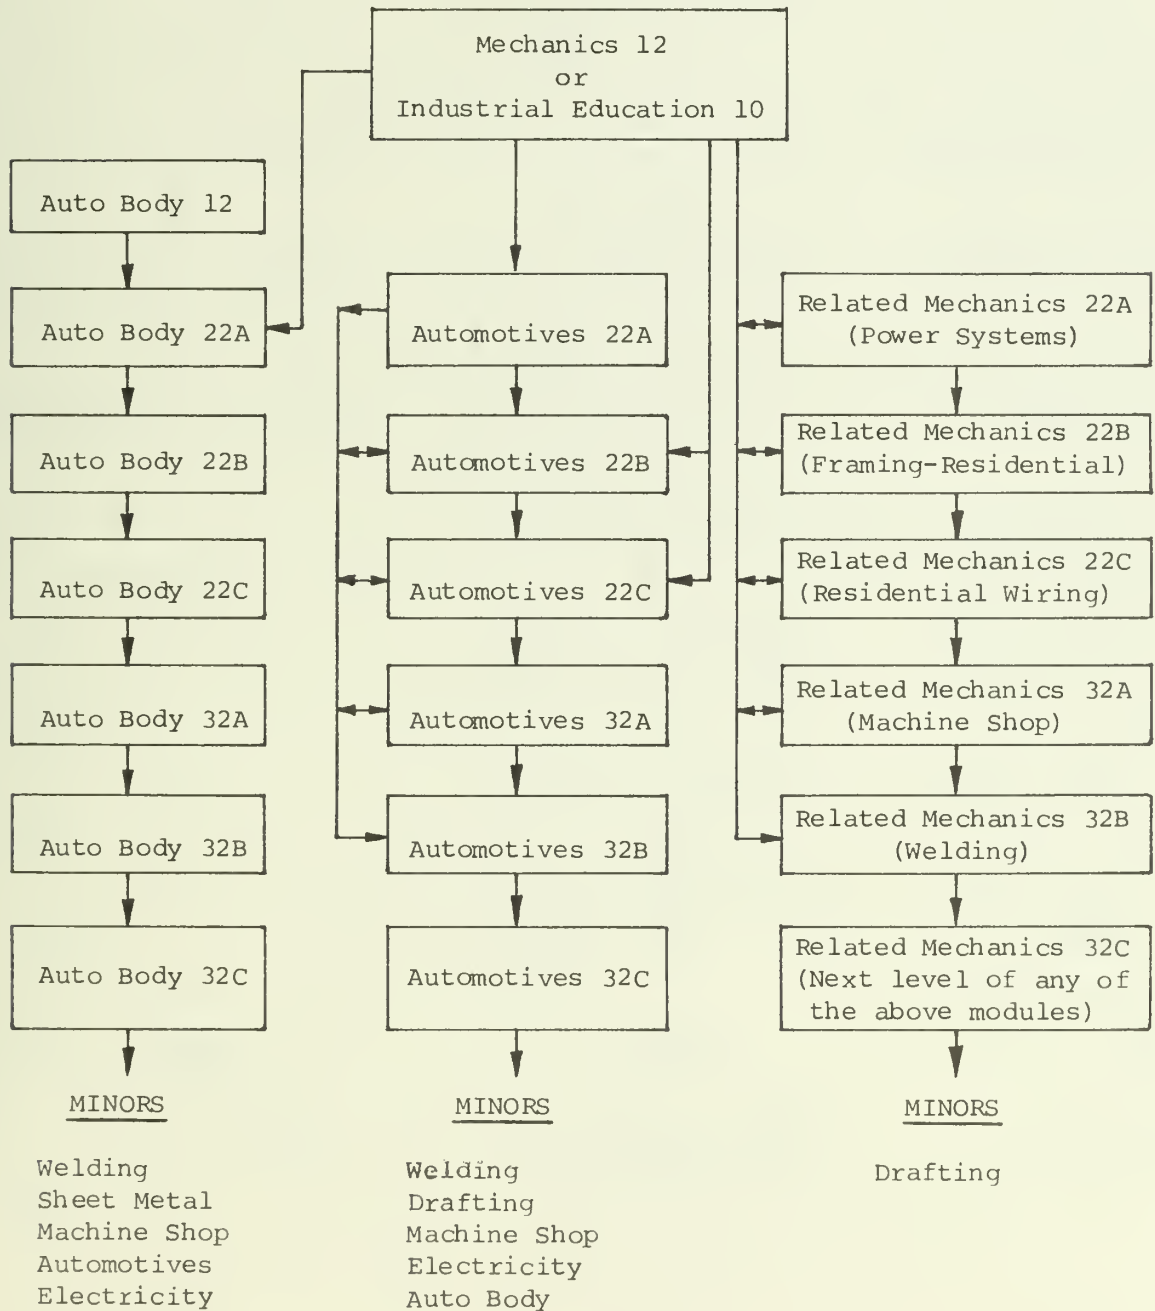 Mechanics 12
or
Industrial Education 10
Auto Body 12
Auto Body 22A
Auto Body 22B
Auto Body 22C
Auto Body 32A
Auto Body 32B
Auto Body 32C
MINORS
Welding
Sheet Metal
Machine Shop
Automotives
Electricity
Automotives 22A
Automotives 22B
Automotives 22C
Automotives 32A
Automotives 32B
Automotives 32C
MINORS
Welding
Drafting
Machine Shop
Electricity
Auto Body
Related Mechanics 22A
(Power Systems)
Related Mechanics 22B
(Framing-Residential)
Related Mechanics 22C
(Residential Wiring)
Related Mechanics 32A
(Machine Shop)
Related Mechanics 32B
(Welding)
Related Mechanics 32C
(Next level of any of
the above modules)
MINORS
Drafting